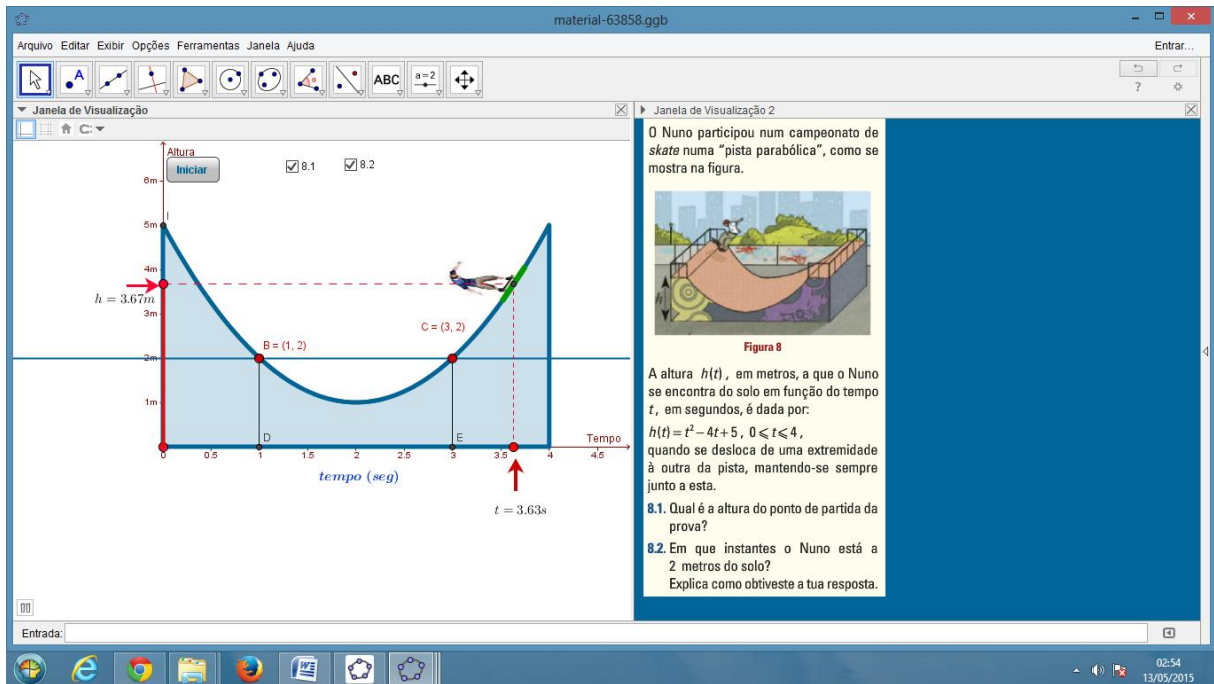 material-63858.ggb
Arquivo Editar Exibir Opções Ferramentas Janela Ajuda
Entrar...
ABC
a=2
Janela de Visualização
Janela de Visualização 2
Altura
Iniciar
8.1
8.2
6m
5m
I
4m
h = 3.67m
3m
C = (3, 2)
B = (1, 2)
2m
1m
D
E
Tempo
0 0.5 1 1.5 2 2.5 3 3.5 4 4.5
tempo (seg)
t = 3.63s
O Nuno participou num campeonato de
skate numa “pista parabólica”, como se
mostra na figura.
h
Figura 8
A altura h(t), em metros, a que o Nuno
se encontra do solo em função do tempo
t, em segundos, é dada por:
h(t) = t² − 4t + 5, 0 ⩽ t ⩽ 4,
quando se desloca de uma extremidade
à outra da pista, mantendo-se sempre
junto a esta.
8.1. Qual é a altura do ponto de partida da
prova?
8.2. Em que instantes o Nuno está a
2 metros do solo?
Explica como obtiveste a tua resposta.
Entrada:
02:54
13/05/2015